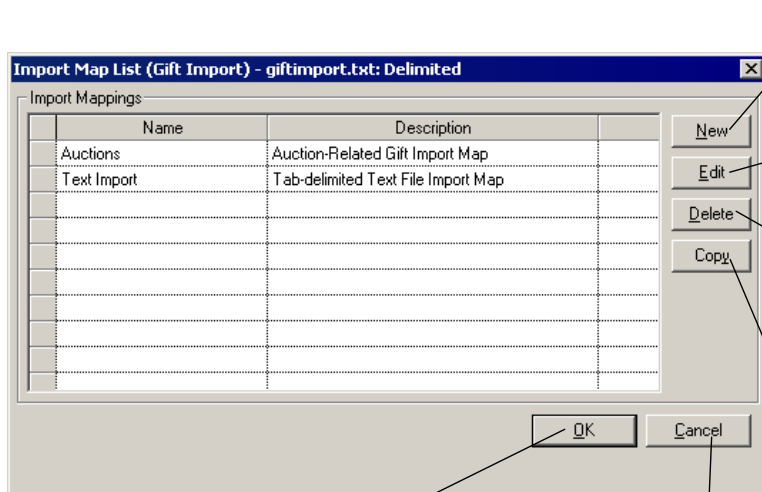 Import Map List (Gift Import) - giftimport.txt: Delimited
Import Mappings
Name Description
New
Auctions Auction-Related Gift Import Map
Text Import Tab-delimited Text File Import Map
Edit
Delete
Copy
OK Cancel